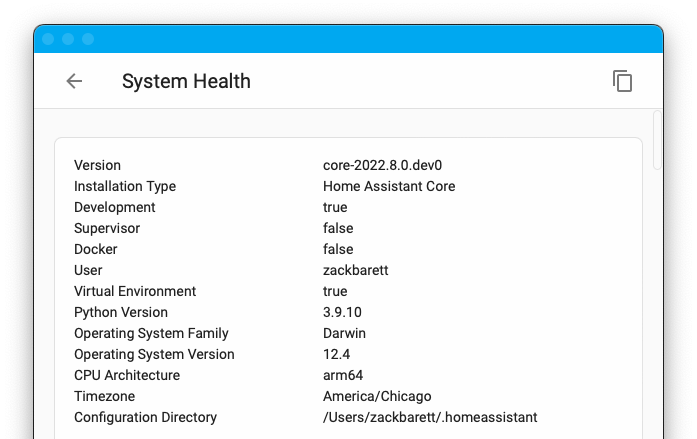 System Health
Version core-2022.8.0.dev0
Installation Type Home Assistant Core
Development true
Supervisor false
Docker false
User zackbarett
Virtual Environment true
Python Version 3.9.10
Operating System Family Darwin
Operating System Version 12.4
CPU Architecture arm64
Timezone America/Chicago
Configuration Directory /Users/zackbarett/.homeassistant